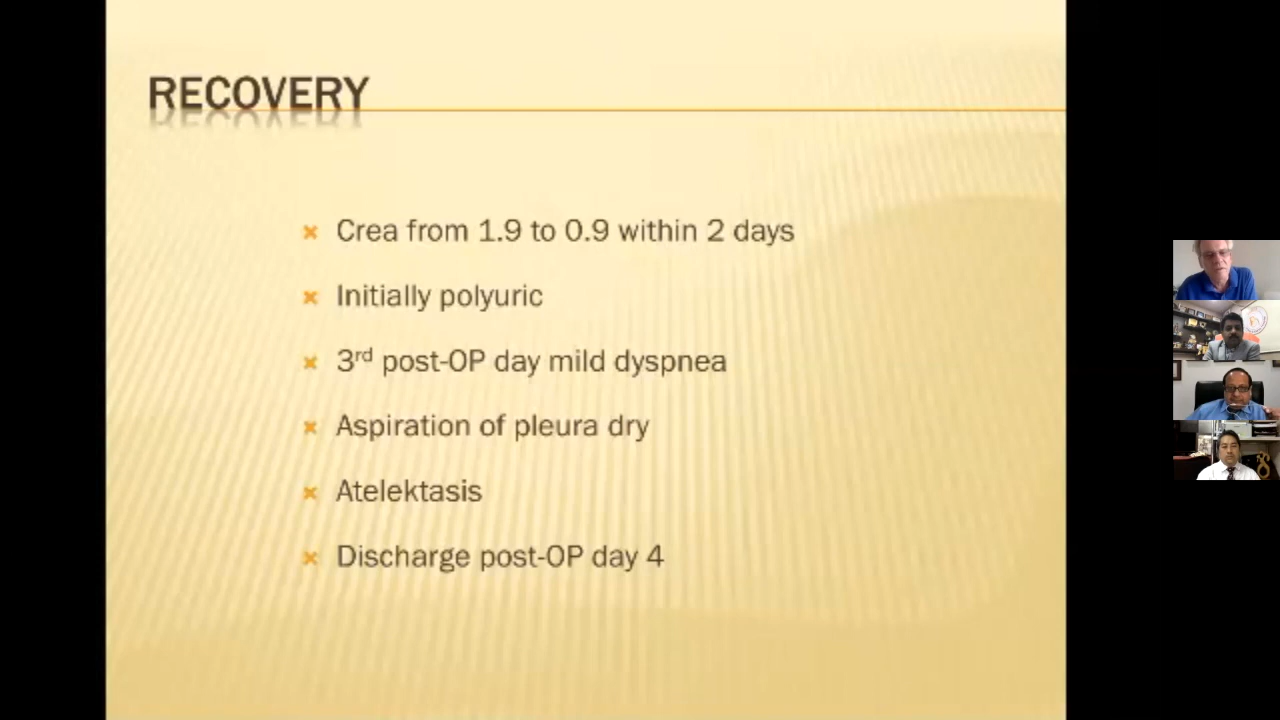 RECOVERY
Crea from 1.9 to 0.9 within 2 days
Initially polyuric
3rd post-OP day mild dyspnea
Aspiration of pleura dry
Atelektasis
Discharge post-OP day 4